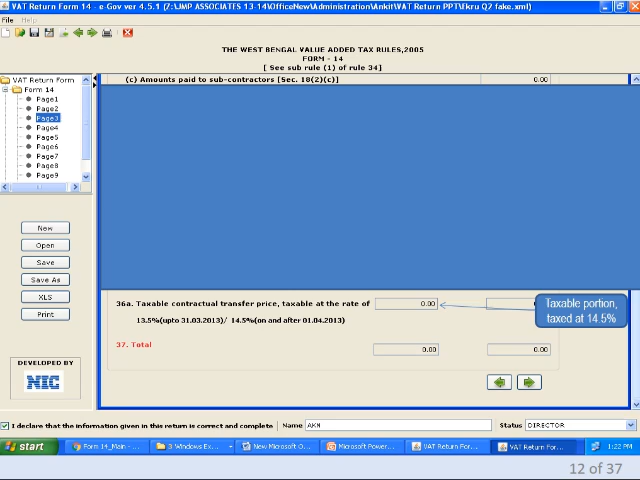 VAT Return Form 14 - e-Gov ver 4.5.1 (7:\JMP ASSOCIATES 13-14\OfficeNew\Administration\Ankit\VAT Return PPT\Fkru Q7 fake.xml)
File Help
THE WEST BENGAL VALUE ADDED TAX RULES,2005
FORM - 14
[ See sub rule (1) of rule 34]
VAT Return Form
Form 14
Page1
Page2
Page3
Page4
Page5
Page6
Page7
Page8
Page9
(c) Amounts paid to sub-contractors [Sec. 18(2)(c)] 0.00
New
Open
Save
Save As
XLS
Print
36a. Taxable contractual transfer price, taxable at the rate of 0.00
13.5%(upto 31.03.2013)/ 14.5%(on and after 01.04.2013)
Taxable portion,
taxed at 14.5%
37. Total 0.00 0.00
DEVELOPED BY
NIC
I declare that the information given in this return is correct and complete Name AKN Status DIRECTOR
start Form 14_Main - ... 3 Windows Ex... New Microsoft O... Microsoft Power... VAT Return For... VAT Return For... 1:22 PM
12 of 37